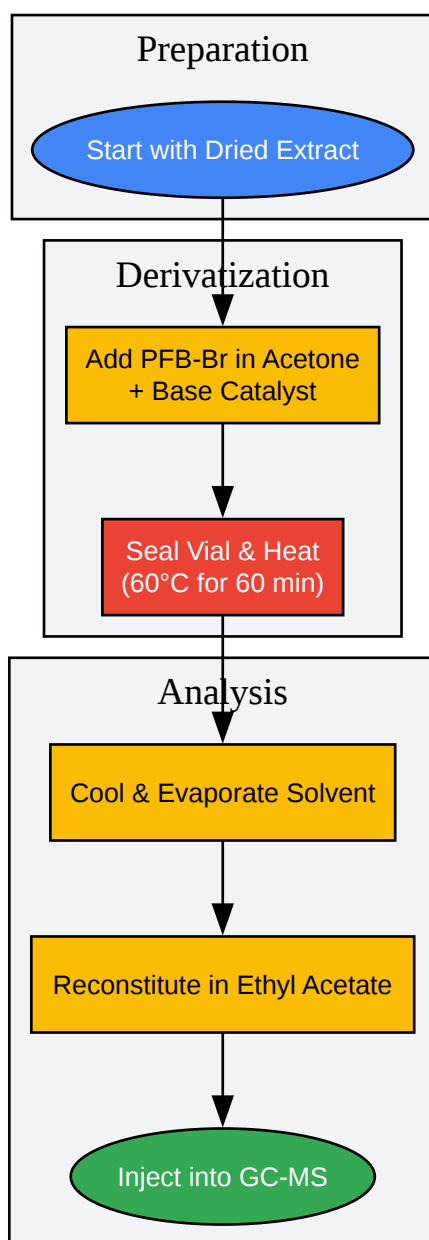 Preparation
Start with Dried Extract
Derivatization
Add PFB-Br in Acetone
+ Base Catalyst
Seal Vial & Heat
(60°C for 60 min)
Analysis
Cool & Evaporate Solvent
Reconstitute in Ethyl Acetate
Inject into GC-MS